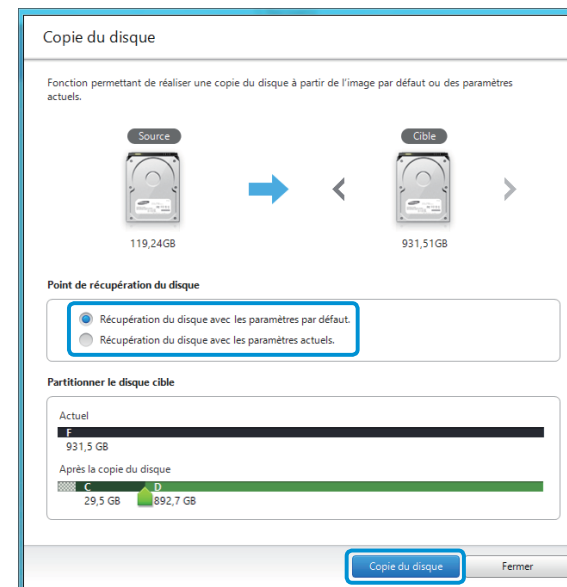 Copie du disque
Fonction permettant de réaliser une copie du disque à partir de l'image par défaut ou des paramètres
actuels.
Source
Cible
119,24GB
931,51GB
Point de récupération du disque
Récupération du disque avec les paramètres par défaut.
Récupération du disque avec les paramètres actuels.
Partitionner le disque cible
Actuel
F
931,5 GB
Après la copie du disque
C D
29,5 GB 892,7 GB
Copie du disque Fermer